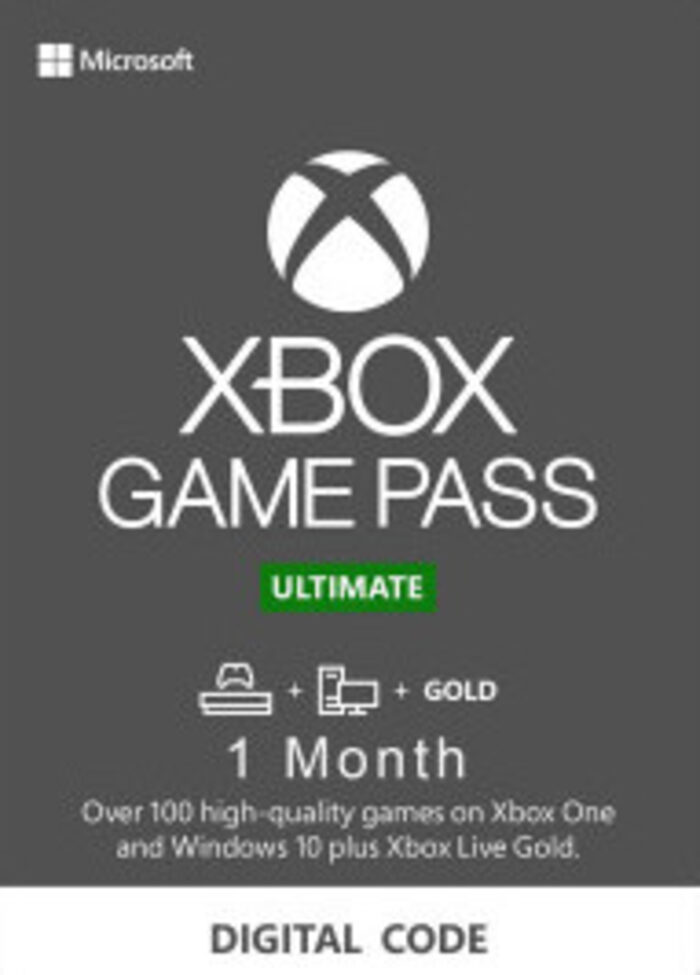 Microsoft
XBOX
GAME PASS
ULTIMATE
+ + GOLD
1 Month
Over 100 high-quality games on Xbox One
and Windows 10 plus Xbox Live Gold.
DIGITAL CODE